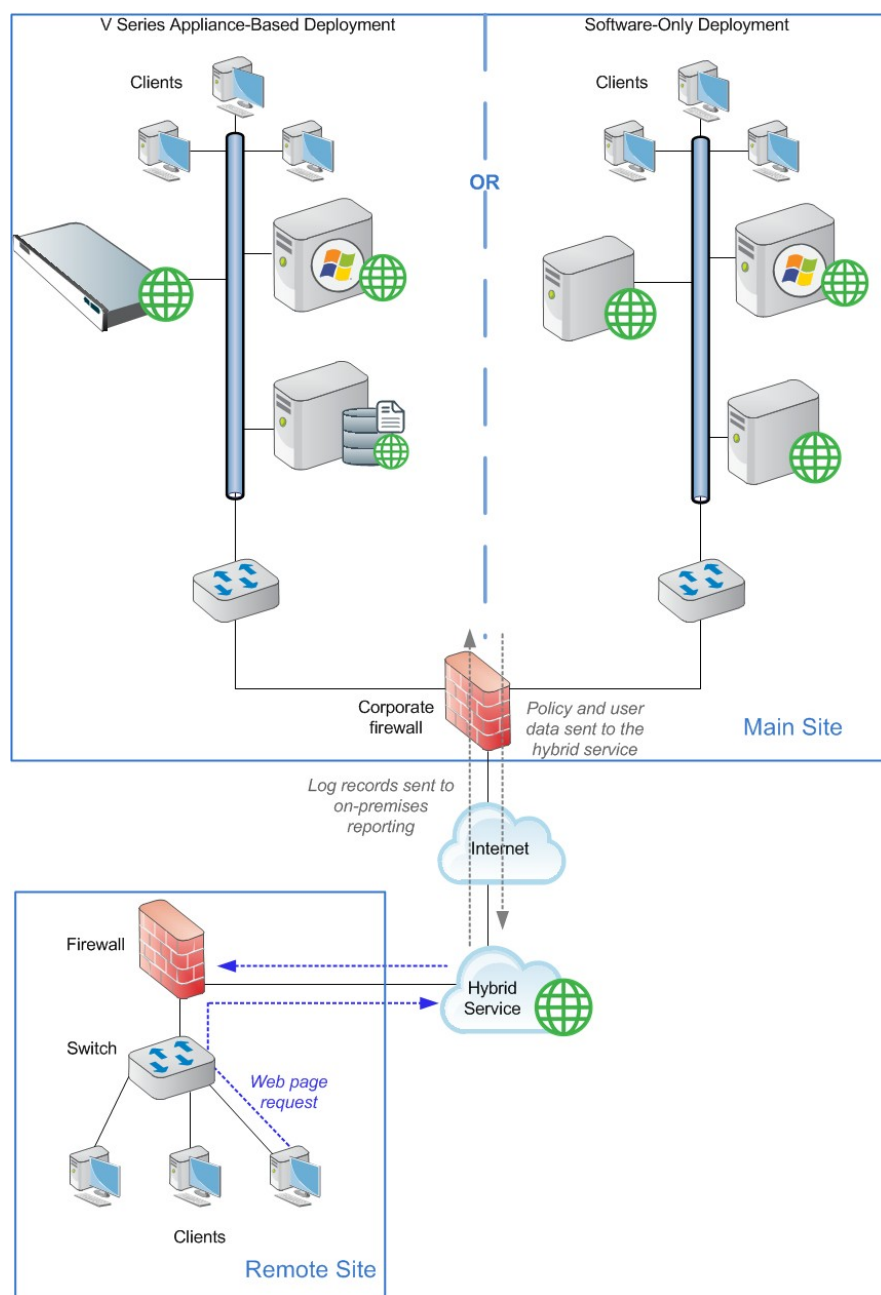 V Series Appliance-Based Deployment
Software-Only Deployment
Clients
Clients
OR
Corporate
firewall
Policy and user
data sent to the
hybrid service
Main Site
Log records sent to
on-premises
reporting
Internet
Firewall
Hybrid
Service
Switch
Web page
request
Clients
Remote Site